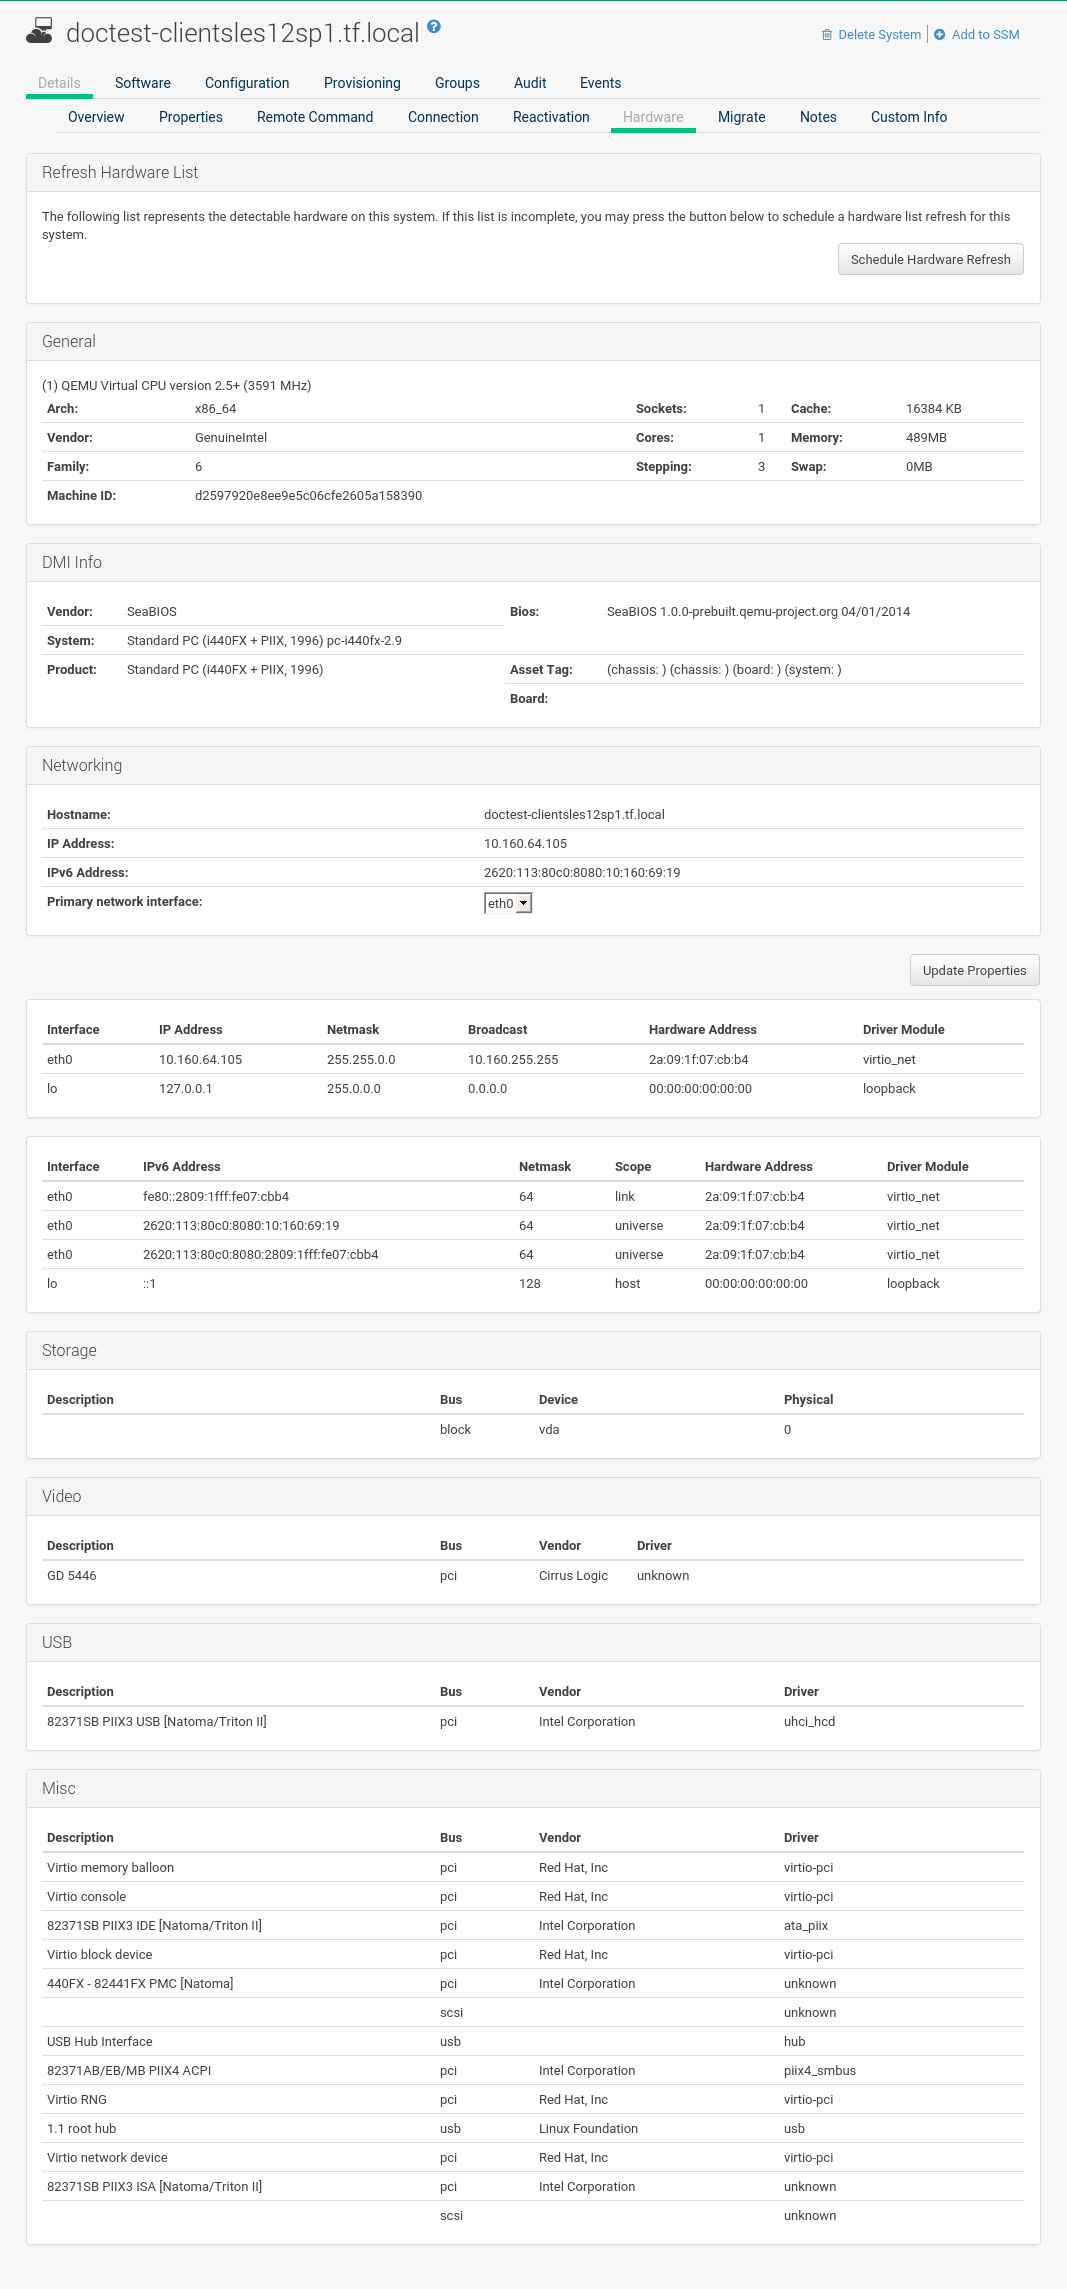 doctest-clientsles12sp1.tf.local
Delete System | Add to SSM
Details Software Configuration Provisioning Groups Audit Events
Overview Properties Remote Command Connection Reactivation Hardware Migrate Notes Custom Info
Refresh Hardware List
The following list represents the detectable hardware on this system. If this list is incomplete, you may press the button below to schedule a hardware list refresh for this
system.
Schedule Hardware Refresh
General
(1) QEMU Virtual CPU version 2.5+ (3591 MHz)
Arch: x86_64 Sockets: 1 Cache: 16384 KB
Vendor: GenuineIntel Cores: 1 Memory: 489MB
Family: 6 Stepping: 3 Swap: 0MB
Machine ID: d2597920e8ee9e5c06cfe2605a158390
DMI Info
Vendor: SeaBIOS Bios: SeaBIOS 1.0.0-prebuilt.qemu-project.org 04/01/2014
System: Standard PC (i440FX + PIIX, 1996) pc-i440fx-2.9
Product: Standard PC (i440FX + PIIX, 1996) Asset Tag: (chassis: ) (chassis: ) (board: ) (system: )
Board:
Networking
Hostname: doctest-clientsles12sp1.tf.local
IP Address: 10.160.64.105
IPv6 Address: 2620:113:80c0:8080:10:160:69:19
Primary network interface: eth0
Update Properties
Interface IP Address Netmask Broadcast Hardware Address Driver Module
eth0 10.160.64.105 255.255.0.0 10.160.255.255 2a:09:1f:07:cb:b4 virtio_net
lo 127.0.0.1 255.0.0.0 0.0.0.0 00:00:00:00:00:00 loopback
Interface IPv6 Address Netmask Scope Hardware Address Driver Module
eth0 fe80::2809:1fff:fe07:cbb4 64 link 2a:09:1f:07:cb:b4 virtio_net
eth0 2620:113:80c0:8080:10:160:69:19 64 universe 2a:09:1f:07:cb:b4 virtio_net
eth0 2620:113:80c0:8080:2809:1fff:fe07:cbb4 64 universe 2a:09:1f:07:cb:b4 virtio_net
lo ::1 128 host 00:00:00:00:00:00 loopback
Storage
Description Bus Device Physical
block vda 0
Video
Description Bus Vendor Driver
GD 5446 pci Cirrus Logic unknown
USB
Description Bus Vendor Driver
82371SB PIIX3 USB [Natoma/Triton II] pci Intel Corporation uhci_hcd
Misc
Description Bus Vendor Driver
Virtio memory balloon pci Red Hat, Inc virtio-pci
Virtio console pci Red Hat, Inc virtio-pci
82371SB PIIX3 IDE [Natoma/Triton II] pci Intel Corporation ata_piix
Virtio block device pci Red Hat, Inc virtio-pci
440FX - 82441FX PMC [Natoma] pci Intel Corporation unknown
scsi unknown
USB Hub Interface usb hub
82371AB/EB/MB PIIX4 ACPI pci Intel Corporation piix4_smbus
Virtio RNG pci Red Hat, Inc virtio-pci
1.1 root hub usb Linux Foundation usb
Virtio network device pci Red Hat, Inc virtio-pci
82371SB PIIX3 ISA [Natoma/Triton II] pci Intel Corporation unknown
scsi unknown